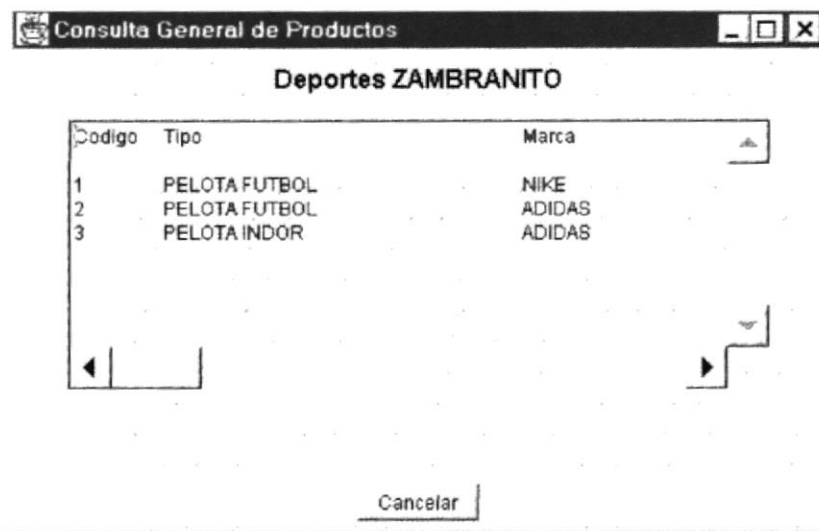 Consulta General de Productos
Deportes ZAMBRANITO
Codigo Tipo Marca
1 PELOTA FUTBOL NIKE
2 PELOTA FUTBOL ADIDAS
3 PELOTA INDOR ADIDAS
Cancelar